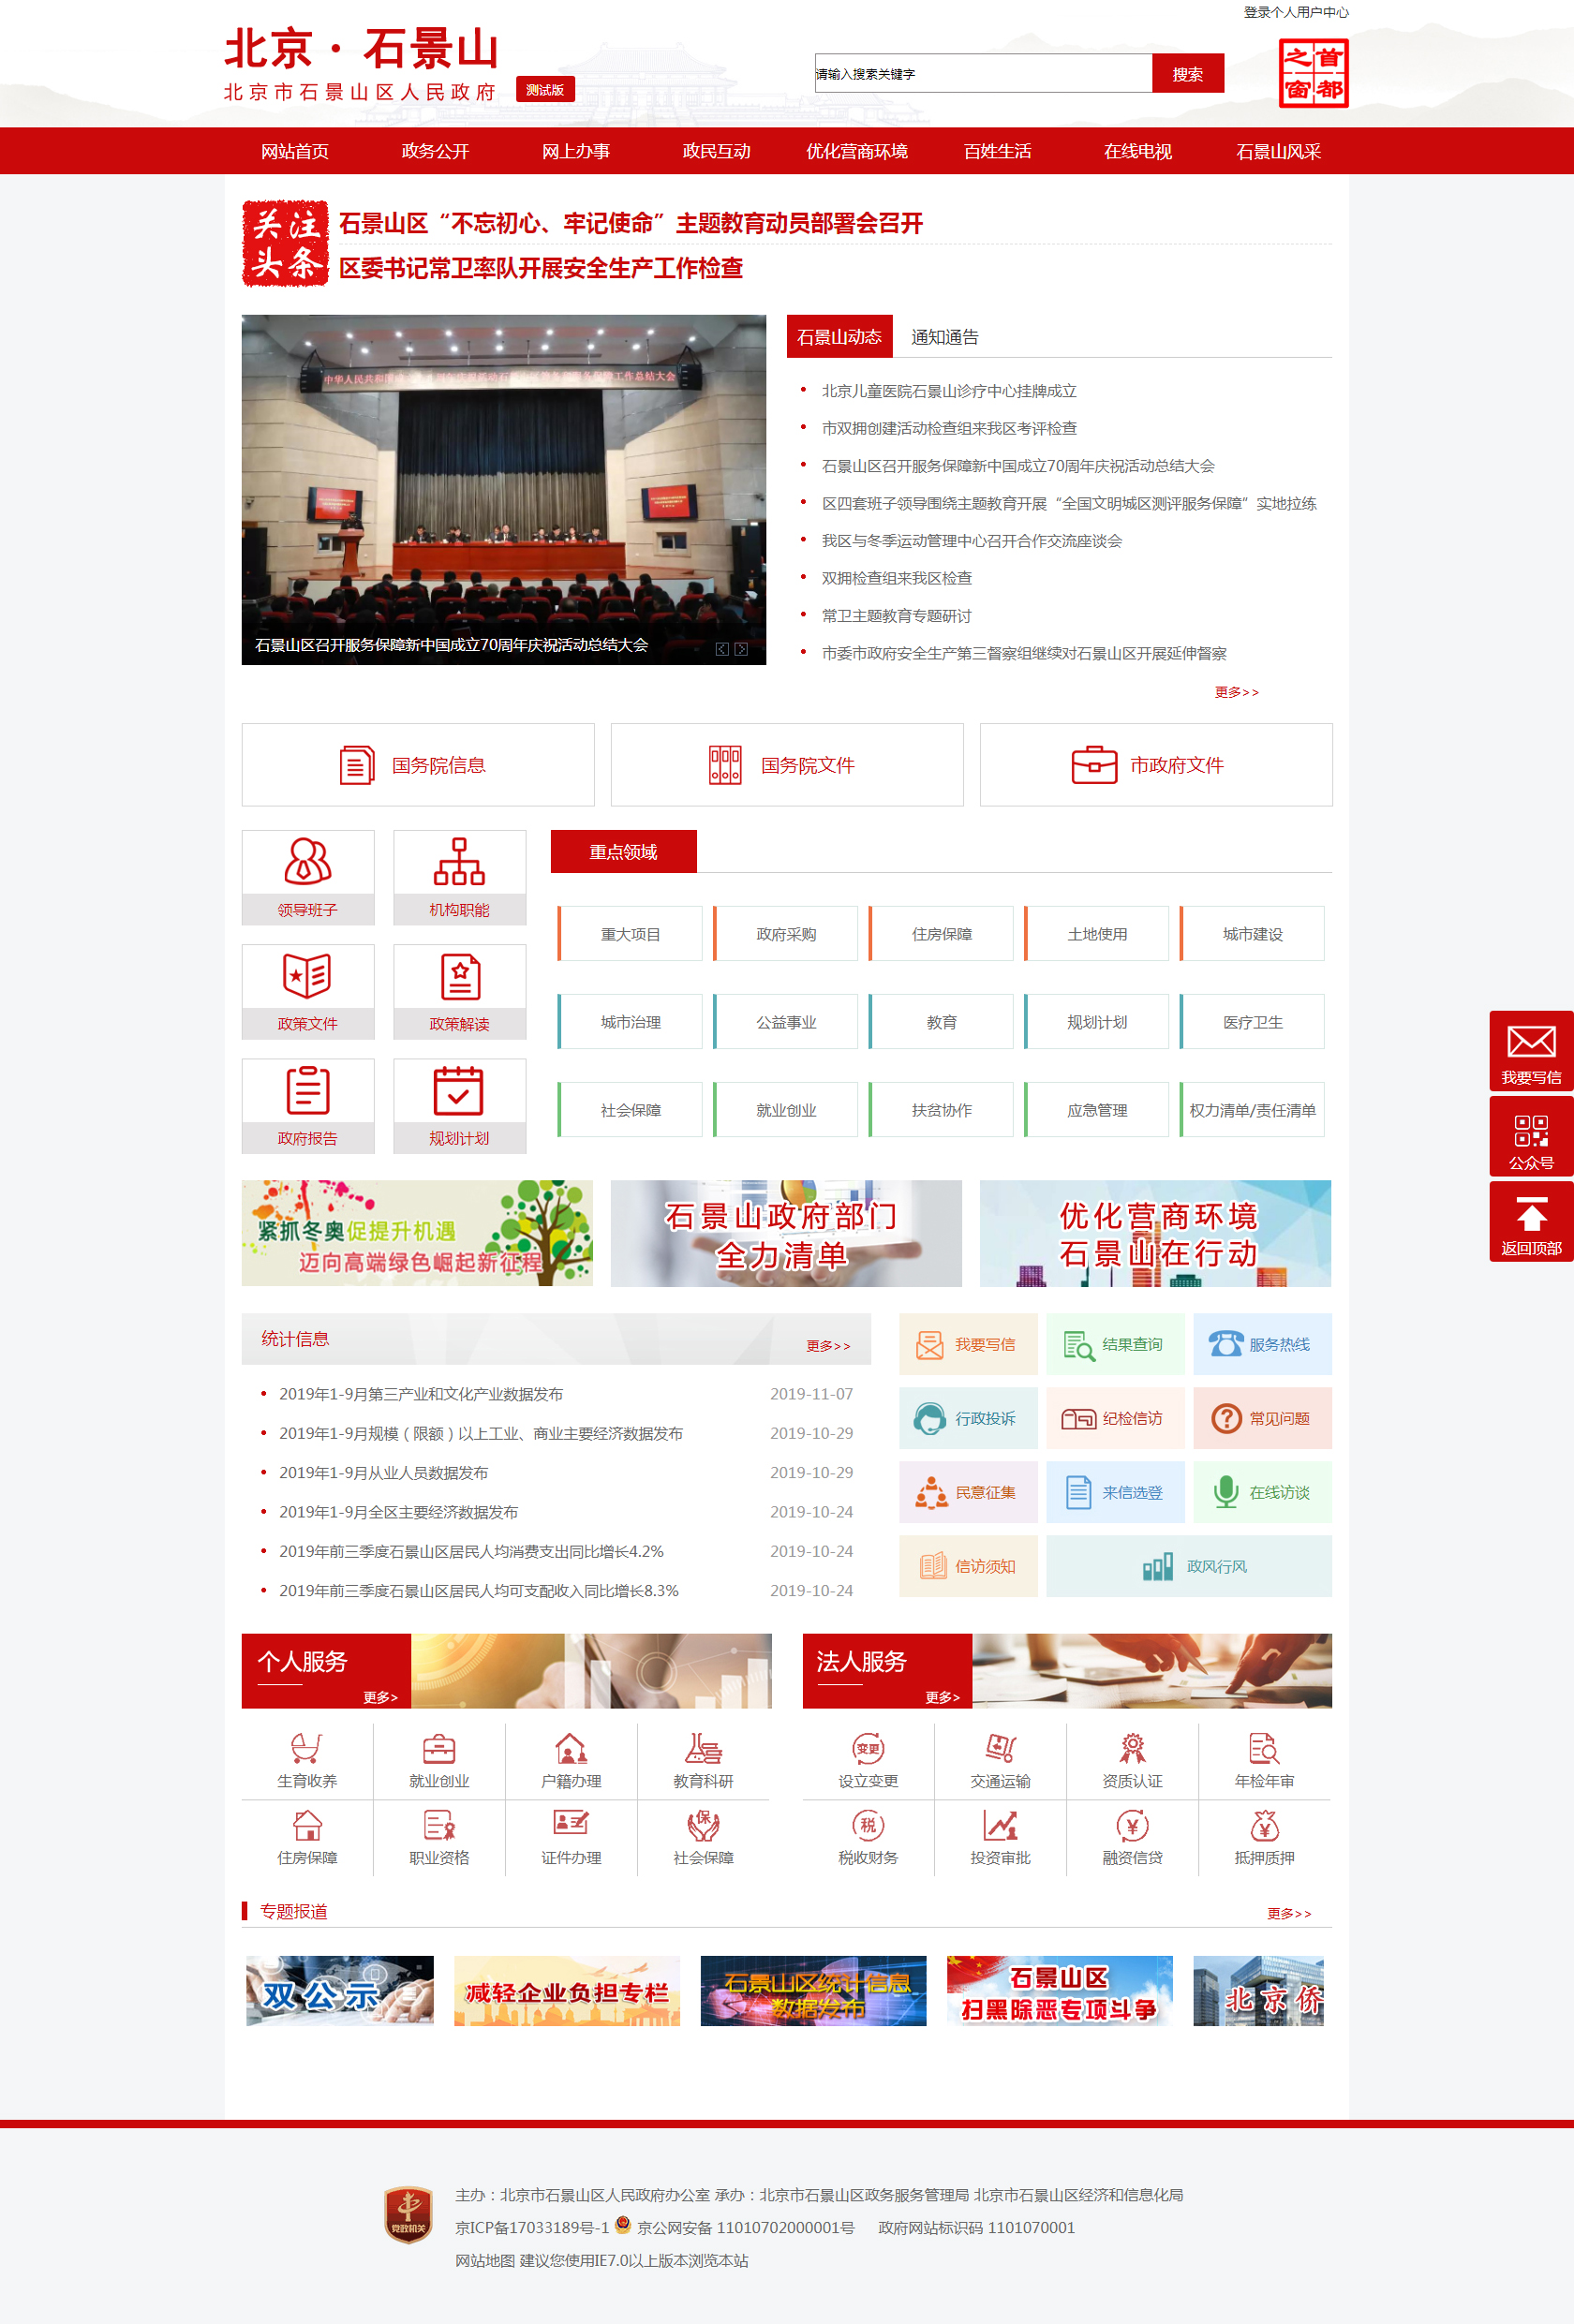 登录个人用户中心
北京·石景山
北京市石景山区人民政府
测试版
请输入搜索关键字
搜索
首都之窗
网站首页
政务公开
网上办事
政民互动
优化营商环境
百姓生活
在线电视
石景山风采
关注头条
石景山区“不忘初心、牢记使命”主题教育动员部署会召开
区委书记常卫率队开展安全生产工作检查
石景山区召开服务保障新中国成立70周年庆祝活动总结大会
石景山动态
通知通告
北京儿童医院石景山诊疗中心挂牌成立
市双拥创建活动检查组来我区考评检查
石景山区召开服务保障新中国成立70周年庆祝活动总结大会
区四套班子领导围绕主题教育开展“全国文明城区测评服务保障”实地拉练
我区与冬季运动管理中心召开合作交流座谈会
双拥检查组来我区检查
常卫主题教育专题研讨
市委市政府安全生产第三督察组继续对石景山区开展延伸督察
更多>>
国务院信息
国务院文件
市政府文件
领导班子
机构职能
政策文件
政策解读
政府报告
规划计划
重点领域
重大项目
政府采购
住房保障
土地使用
城市建设
城市治理
公益事业
教育
规划计划
医疗卫生
社会保障
就业创业
扶贫协作
应急管理
权力清单/责任清单
我要写信
公众号
返回顶部
紧抓冬奥促提升机遇
迈向高端绿色崛起新征程
石景山政府部门
全力清单
优化营商环境
石景山在行动
统计信息
更多>>
2019年1-9月第三产业和文化产业数据发布 2019-11-07
2019年1-9月规模（限额）以上工业、商业主要经济数据发布 2019-10-29
2019年1-9月从业人员数据发布 2019-10-29
2019年1-9月全区主要经济数据发布 2019-10-24
2019年前三季度石景山区居民人均消费支出同比增长4.2% 2019-10-24
2019年前三季度石景山区居民人均可支配收入同比增长8.3% 2019-10-24
我要写信
结果查询
服务热线
行政投诉
纪检信访
常见问题
民意征集
来信选登
在线访谈
信访须知
政风行风
个人服务
更多>
法人服务
更多>
生育收养
就业创业
户籍办理
教育科研
住房保障
职业资格
证件办理
保
社会保障
变更
设立变更
交通运输
资质认证
年检年审
税
税收财务
投资审批
融资信贷
抵押质押
专题报道
更多>>
双公示
减轻企业负担专栏
石景山区统计信息
数据发布
石景山区
扫黑除恶专项斗争
北京侨
党政机关
主办：北京市石景山区人民政府办公室 承办：北京市石景山区政务服务管理局 北京市石景山区经济和信息化局
京ICP备17033189号-1 京公网安备 11010702000001号 政府网站标识码 1101070001
网站地图 建议您使用IE7.0以上版本浏览本站